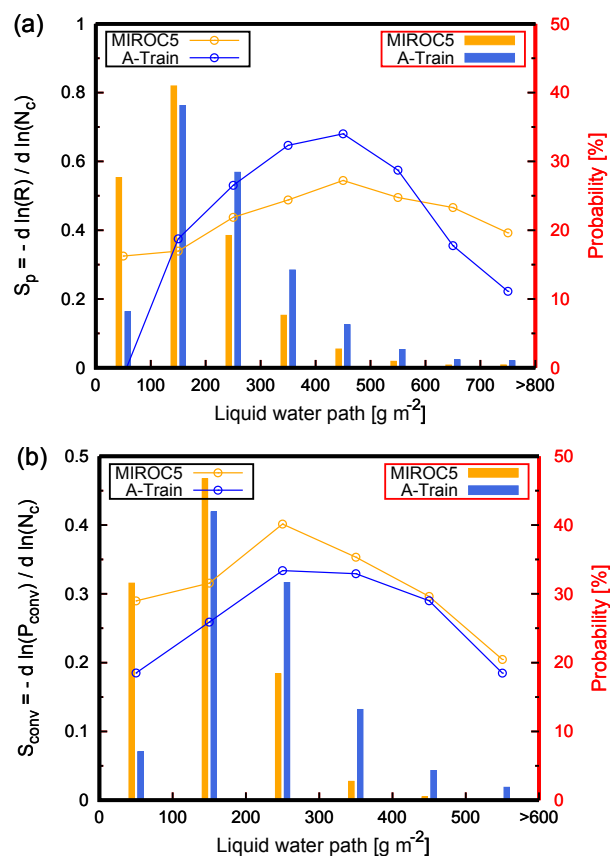 (a)
MIROC5
A-Train
MIROC5
A-Train
S_p = - d ln(R) / d ln(N_c)
Probability [%]
1
0.8
0.6
0.4
0.2
0
50
40
30
20
10
0
0 100 200 300 400 500 600 700 >800
Liquid water path [g m⁻²]
(b)
MIROC5
A-Train
MIROC5
A-Train
S_conv = - d ln(P_conv) / d ln(N_c)
Probability [%]
0.5
0.4
0.3
0.2
0.1
0
50
40
30
20
10
0
0 100 200 300 400 500 >600
Liquid water path [g m⁻²]